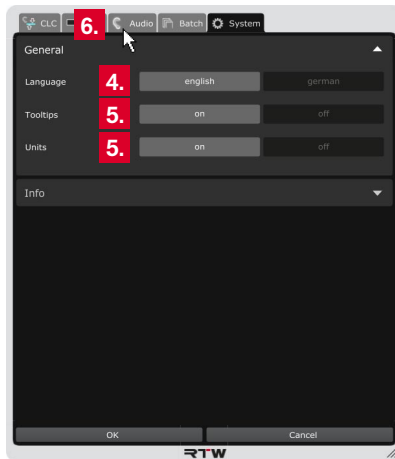 CLC 6. Audio Batch System
General
Language 4. english german
Tooltips 5. on off
Units 5. on off
Info
OK Cancel
RTW